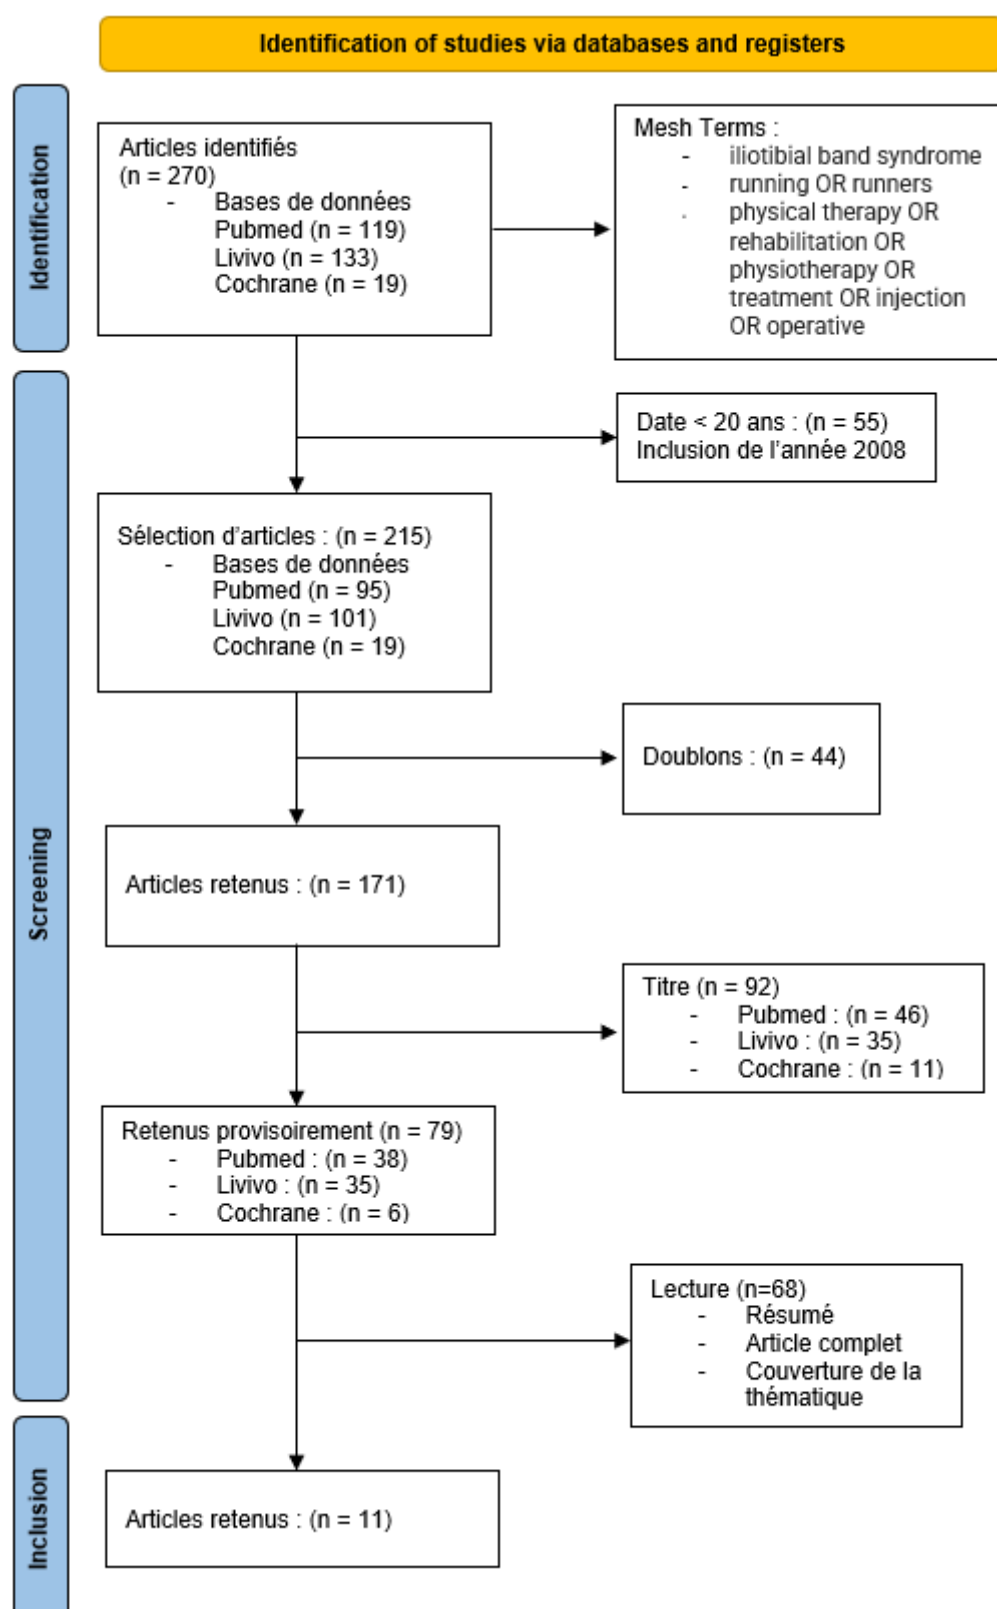 Identification of studies via databases and registers
Identification
Articles identifiés
(n = 270)
- Bases de données
Pubmed (n = 119)
Livivo (n = 133)
Cochrane (n = 19)
Mesh Terms :
- iliotibial band syndrome
- running OR runners
- physical therapy OR
rehabilitation OR
physiotherapy OR
treatment OR injection
OR operative
Screening
Date < 20 ans : (n = 55)
Inclusion de l'année 2008
Sélection d'articles : (n = 215)
- Bases de données
Pubmed (n = 95)
Livivo (n = 101)
Cochrane (n = 19)
Doublons : (n = 44)
Articles retenus : (n = 171)
Titre (n = 92)
- Pubmed : (n = 46)
- Livivo : (n = 35)
- Cochrane : (n = 11)
Retenus provisoirement (n = 79)
- Pubmed : (n = 38)
- Livivo : (n = 35)
- Cochrane : (n = 6)
Lecture (n=68)
- Résumé
- Article complet
- Couverture de la
thématique
Inclusion
Articles retenus : (n = 11)